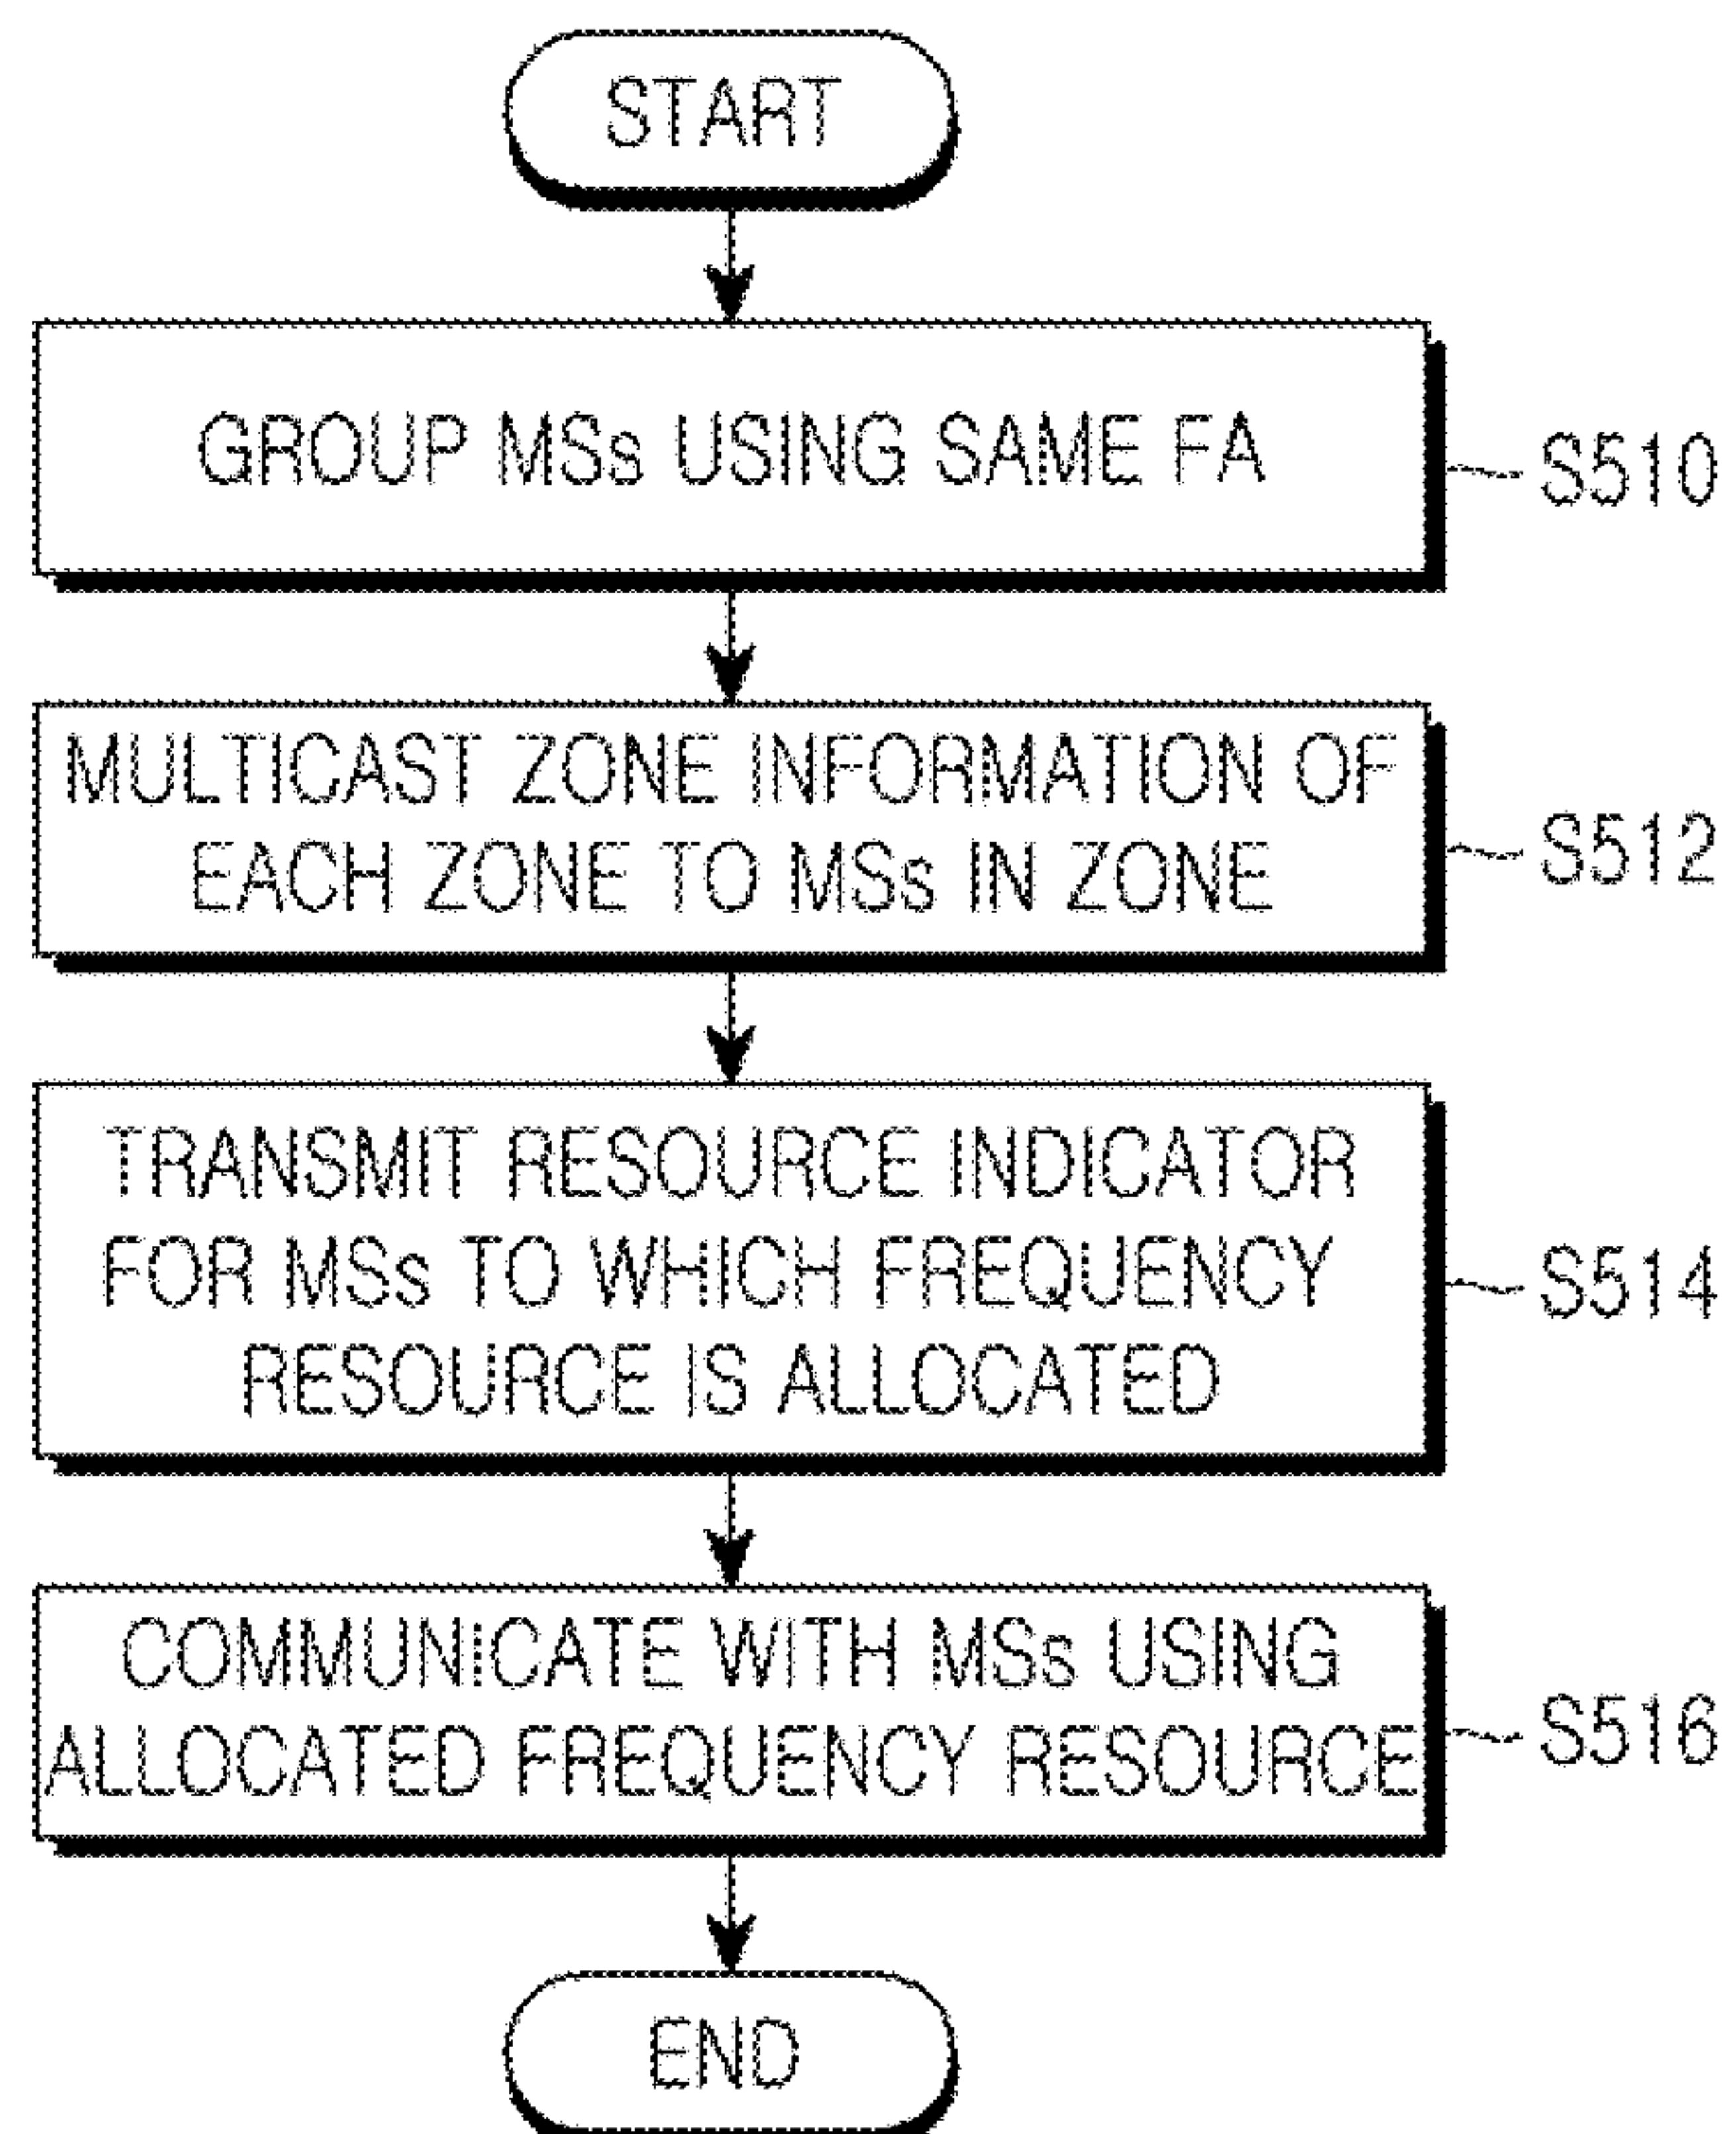 START
GROUP MSs USING SAME FA
S510
MULTICAST ZONE INFORMATION OF
EACH ZONE TO MSs IN ZONE
S512
TRANSMIT RESOURCE INDICATOR
FOR MSs TO WHICH FREQUENCY
RESOURCE IS ALLOCATED
S514
COMMUNICATE WITH MSs USING
ALLOCATED FREQUENCY RESOURCE
S516
END